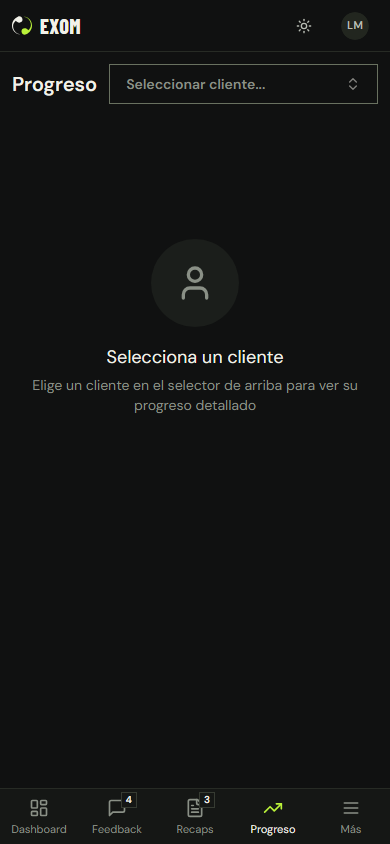 EXOM
LM
Progreso
Seleccionar cliente...
Selecciona un cliente
Elige un cliente en el selector de arriba para ver su
progreso detallado
4
3
Dashboard
Feedback
Recaps
Progreso
Más